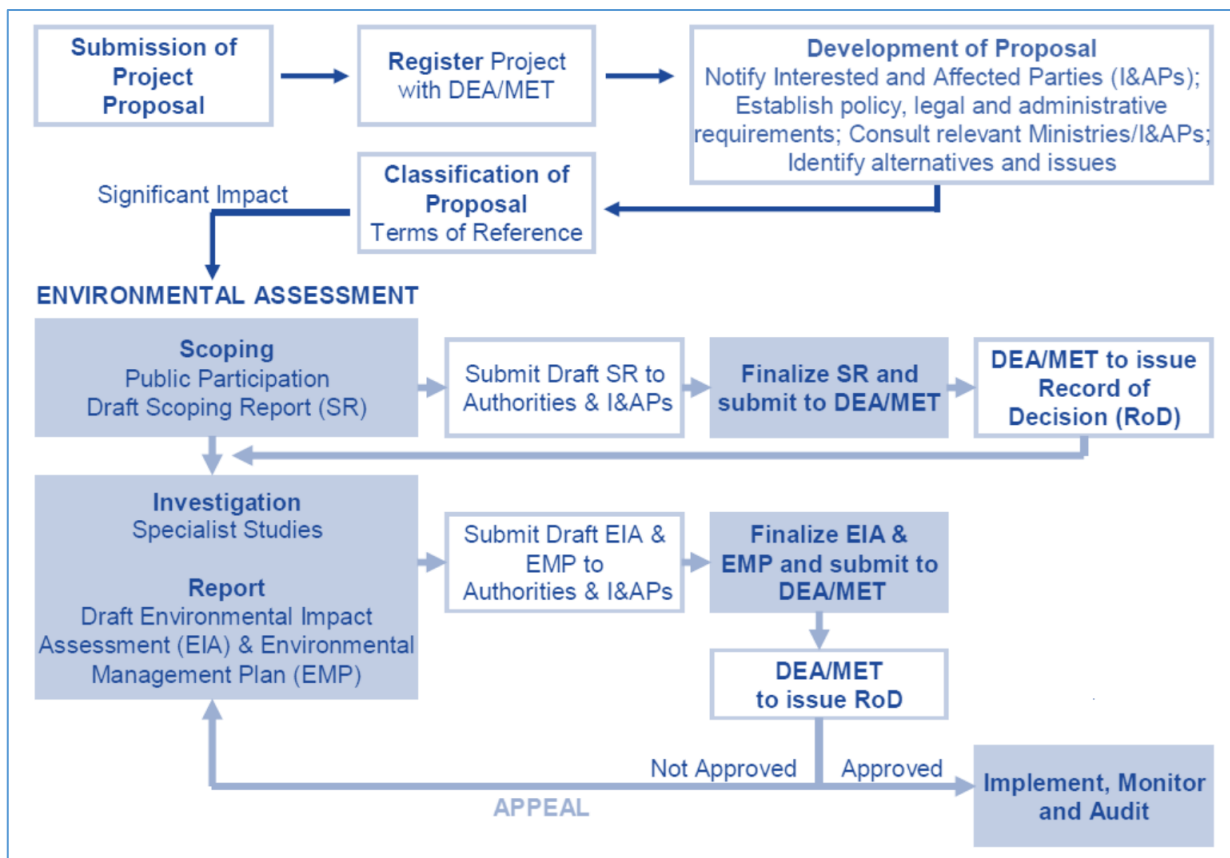 Submission of
Project
Proposal
Register Project
with DEA/MET
Development of Proposal
Notify Interested and Affected Parties (I&APs);
Establish policy, legal and administrative
requirements; Consult relevant Ministries/I&APs;
Identify alternatives and issues
Classification of
Proposal
Terms of Reference
Significant Impact
ENVIRONMENTAL ASSESSMENT
Scoping
Public Participation
Draft Scoping Report (SR)
Submit Draft SR to
Authorities & I&APs
Finalize SR and
submit to DEA/MET
DEA/MET to issue
Record of
Decision (RoD)
Investigation
Specialist Studies
Report
Draft Environmental Impact
Assessment (EIA) & Environmental
Management Plan (EMP)
Submit Draft EIA &
EMP to
Authorities & I&APs
Finalize EIA &
EMP and submit to
DEA/MET
DEA/MET
to issue RoD
Not Approved
Approved
APPEAL
Implement, Monitor
and Audit